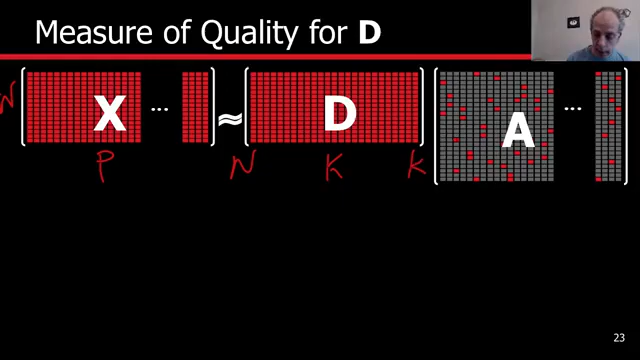 Measure of Quality for D
N X ... ≈ D A ...
P N K K
23